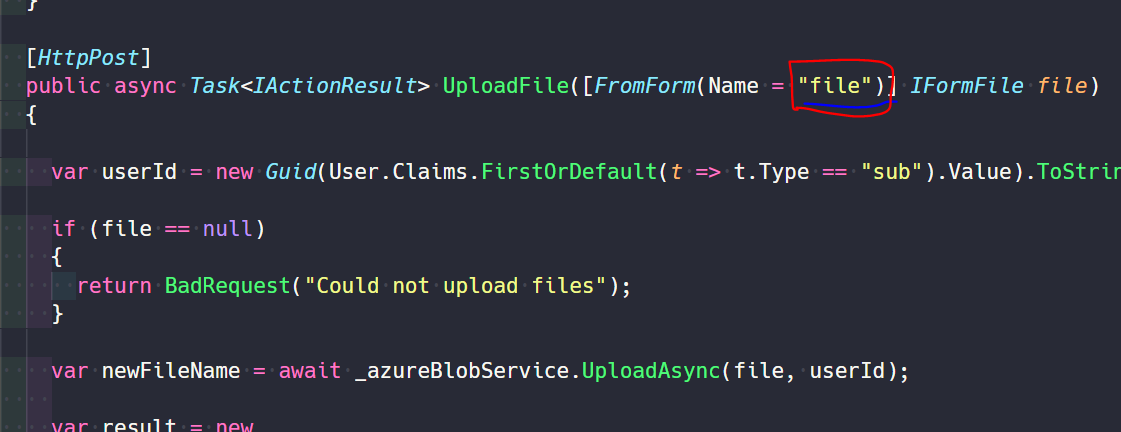 }
[HttpPost]
public async Task<IActionResult> UploadFile([FromForm(Name = "file")] IFormFile file)
{
var userId = new Guid(User.Claims.FirstOrDefault(t => t.Type == "sub").Value).ToStrin
if (file == null)
{
return BadRequest("Could not upload files");
}
var newFileName = await _azureBlobService.UploadAsync(file, userId);
var result = new